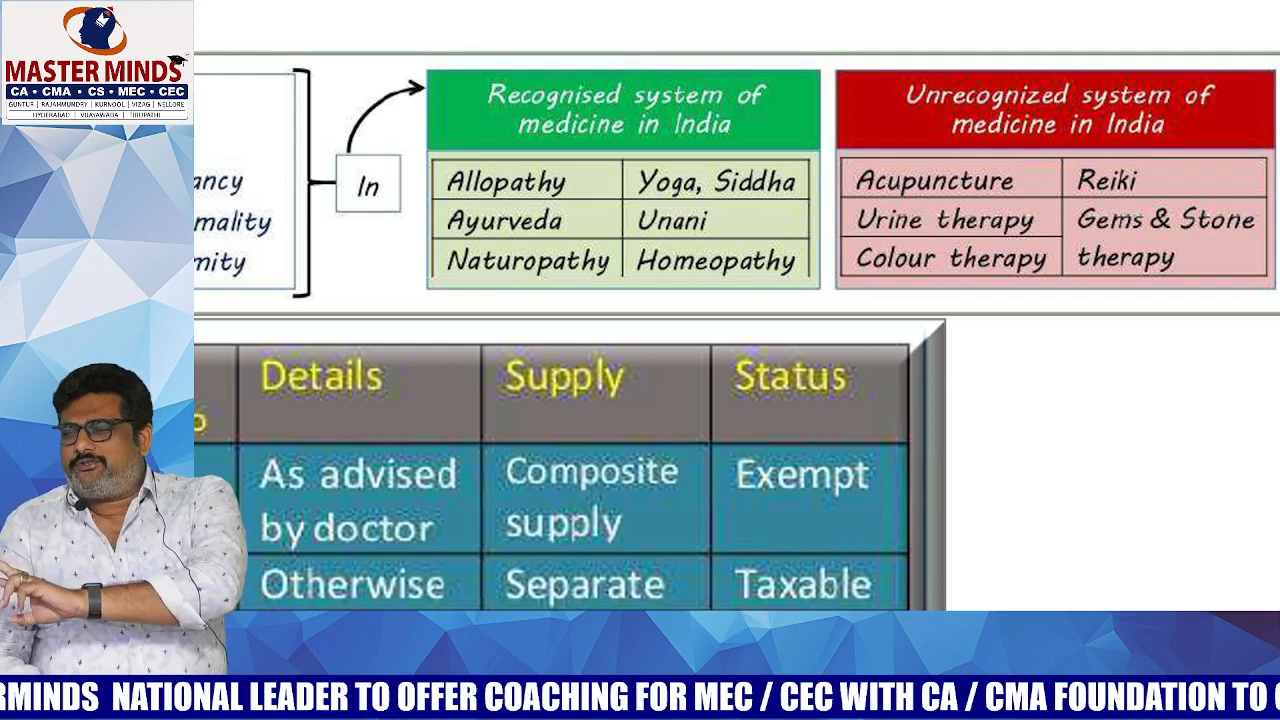 MASTER MINDS
CA • CMA • CS • MEC • CEC
GUNTUR | RAJAHMUNDRY | KURNOOL | VIZAG | NELLORE
HYDERABAD | VIJAYAWADA | TIRUPATHI
ancy
mality
mity
In
Recognised system of
medicine in India
Allopathy Yoga, Siddha
Ayurveda Unani
Naturopathy Homeopathy
Unrecognized system of
medicine in India
Acupuncture Reiki
Urine therapy Gems & Stone
Colour therapy therapy
Details Supply Status
As advised Composite Exempt
by doctor supply
Otherwise Separate Taxable
RMINDS NATIONAL LEADER TO OFFER COACHING FOR MEC / CEC WITH CA / CMA FOUNDATION TO